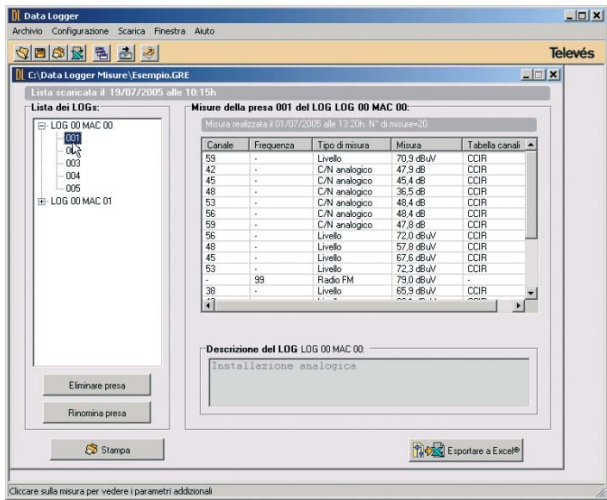 Data Logger
Archivio Configurazione Scarica Finestra Aiuto
Televés
C:\Data Logger Misure\Esempio.GRE
Lista scaricata il 19/07/2005 alle 10:15h
Lista dei LOGs:
LOG 00 MAC 00
001
003
004
005
LOG 00 MAC 01
Eliminare presa
Rinomina presa
Stampa
Misure della presa 001 del LOG LOG 00 MAC 00:
Misura realizzata il 01/07/2005 alle 13:20h. N° di misure=20
Canale Frequenza Tipo di misura Misura Tabella canali
59 - Livello 70,9 dBuV CCIR
42 - C/N analogico 47,9 dB CCIR
45 - C/N analogico 45,4 dB CCIR
48 - C/N analogico 36,5 dB CCIR
53 - C/N analogico 48,4 dB CCIR
56 - C/N analogico 48,4 dB CCIR
59 - C/N analogico 47,8 dB CCIR
56 - Livello 72,0 dBuV CCIR
48 - Livello 57,8 dBuV CCIR
45 - Livello 67,6 dBuV CCIR
53 - Livello 72,3 dBuV CCIR
- 99 Radio FM 79,0 dBuV -
38 - Livello 65,9 dBuV CCIR
Descrizione del LOG LOG 00 MAC 00:
Installazione analogica
Esportare a Excel®
Cliccare sulla misura per vedere i parametri addizionali